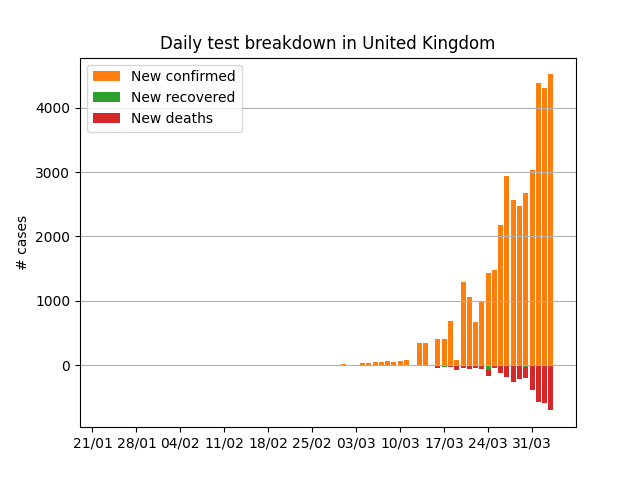 Daily test breakdown in United Kingdom
New confirmed
New recovered
New deaths
# cases
4000
3000
2000
1000
0
21/01 28/01 04/02 11/02 18/02 25/02 03/03 10/03 17/03 24/03 31/03